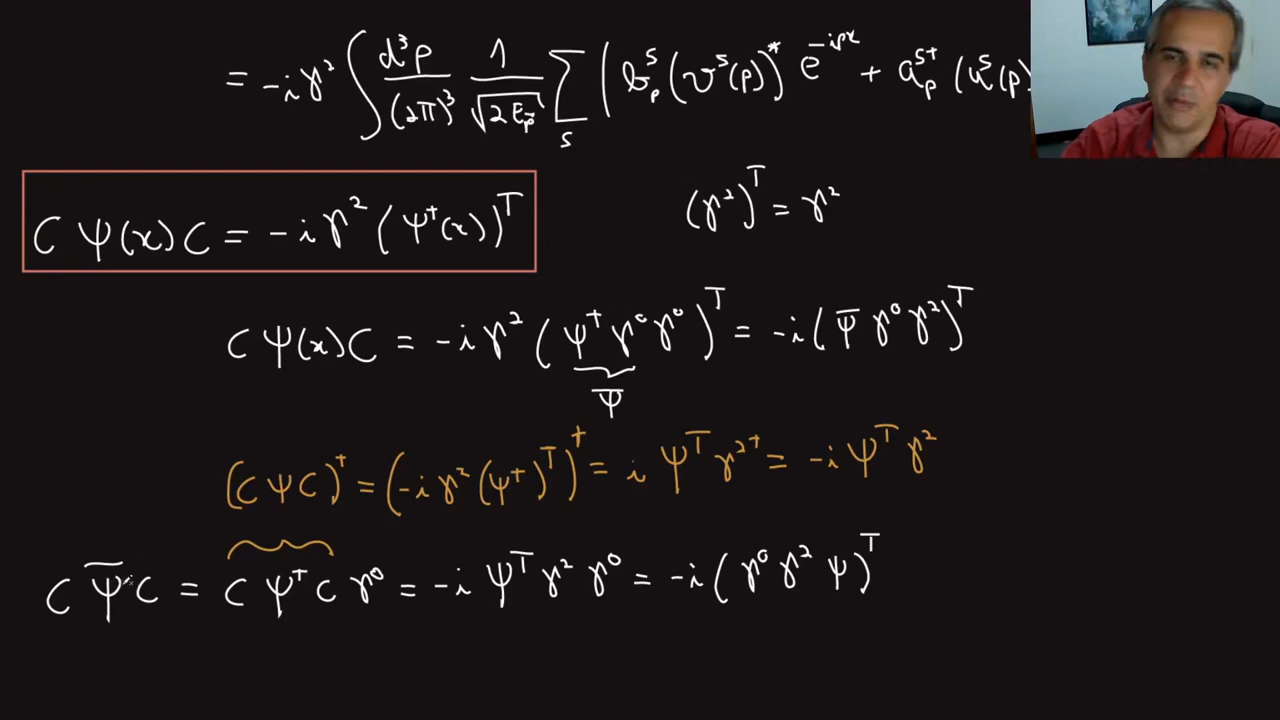 = -iγ² ∫ d³p/(2π)³ 1/√(2E_p⃗) Σ_s ( b_p^s (v^s(p))^* e^{-ipx} + a_p^{s†} (u^s(p)
C ψ(x) C = -iγ² (ψ†(x))^T
(γ²)^T = γ²
C ψ(x) C = -iγ² (ψ† γ⁰ γ⁰)^T = -i(ψ̄ γ⁰ γ²)^T
ψ̄
(C ψ C)† = (-iγ² (ψ†)^T)† = i ψ^T γ²† = -i ψ^T γ²
C ψ̄ C = C ψ† C γ⁰ = -i ψ^T γ² γ⁰ = -i (γ⁰ γ² ψ)^T